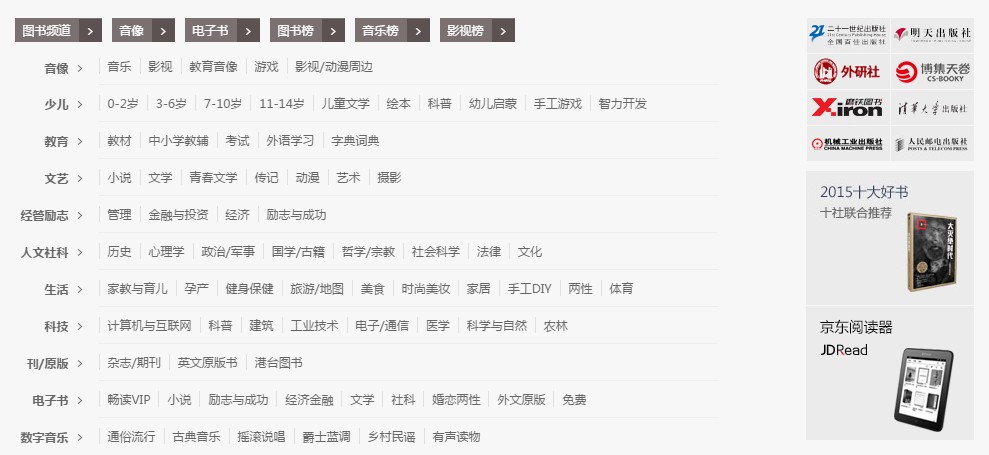 图书频道 > 音像 > 电子书 > 图书榜 > 音乐榜 > 影视榜 >
音像 > 音乐 影视 教育音像 游戏 影视/动漫周边
少儿 > 0-2岁 3-6岁 7-10岁 11-14岁 儿童文学 绘本 科普 幼儿启蒙 手工游戏 智力开发
教育 > 教材 中小学教辅 考试 外语学习 字典词典
文艺 > 小说 文学 青春文学 传记 动漫 艺术 摄影
经管励志 > 管理 金融与投资 经济 励志与成功
人文社科 > 历史 心理学 政治/军事 国学/古籍 哲学/宗教 社会科学 法律 文化
生活 > 家教与育儿 孕产 健身保健 旅游/地图 美食 时尚美妆 家居 手工DIY 两性 体育
科技 > 计算机与互联网 科普 建筑 工业技术 电子/通信 医学 科学与自然 农林
刊/原版 > 杂志/期刊 英文原版书 港台图书
电子书 > 畅读VIP 小说 励志与成功 经济金融 文学 社科 婚恋两性 外文原版 免费
数字音乐 > 通俗流行 古典音乐 摇滚说唱 爵士蓝调 乡村民谣 有声读物
二十一世纪出版社
21st Century Publishing House
全国百佳出版社
明天出版社
外研社
博集天卷
CS-BOOKY
磨铁图书
Xiron
清华大学出版社
机械工业出版社
CHINA MACHINE PRESS
人民邮电出版社
POSTS & TELECOM PRESS
2015十大好书
十社联合推荐
大灭绝时代
京东阅读器
JDRead